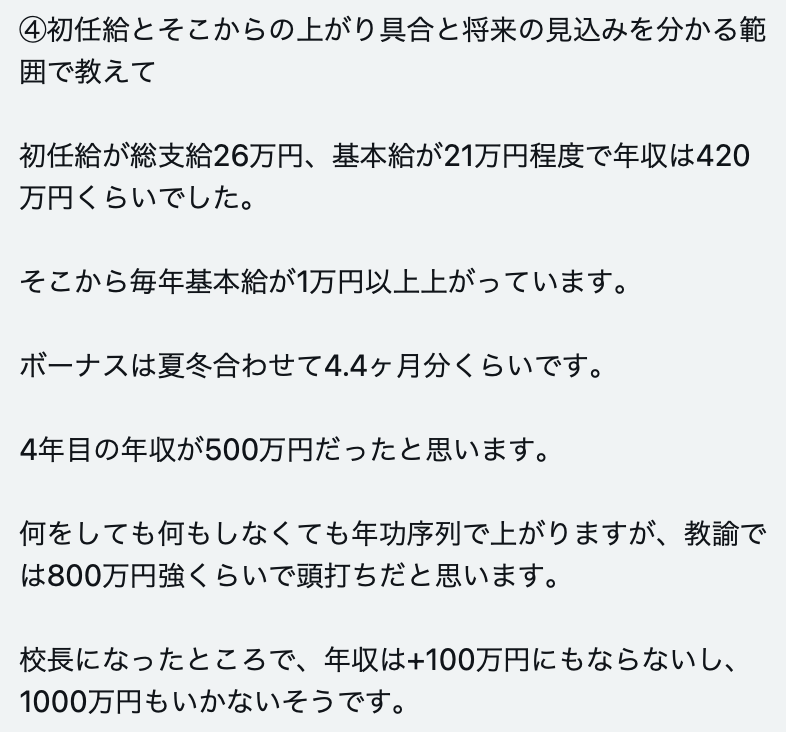 ④初任給とそこからの上がり具合と将来の見込みを分かる範
囲で教えて
初任給が総支給26万円、基本給が21万円程度で年収は420
万円くらいでした。
そこから毎年基本給が1万円以上上がっています。
ボーナスは夏冬合わせて4.4ヶ月分くらいです。
4年目の年収が500万円だったと思います。
何をしても何もしなくても年功序列で上がりますが、教諭で
は800万円強くらいで頭打ちだと思います。
校長になったところで、年収は+100万円にもならないし、
1000万円もいかないそうです。